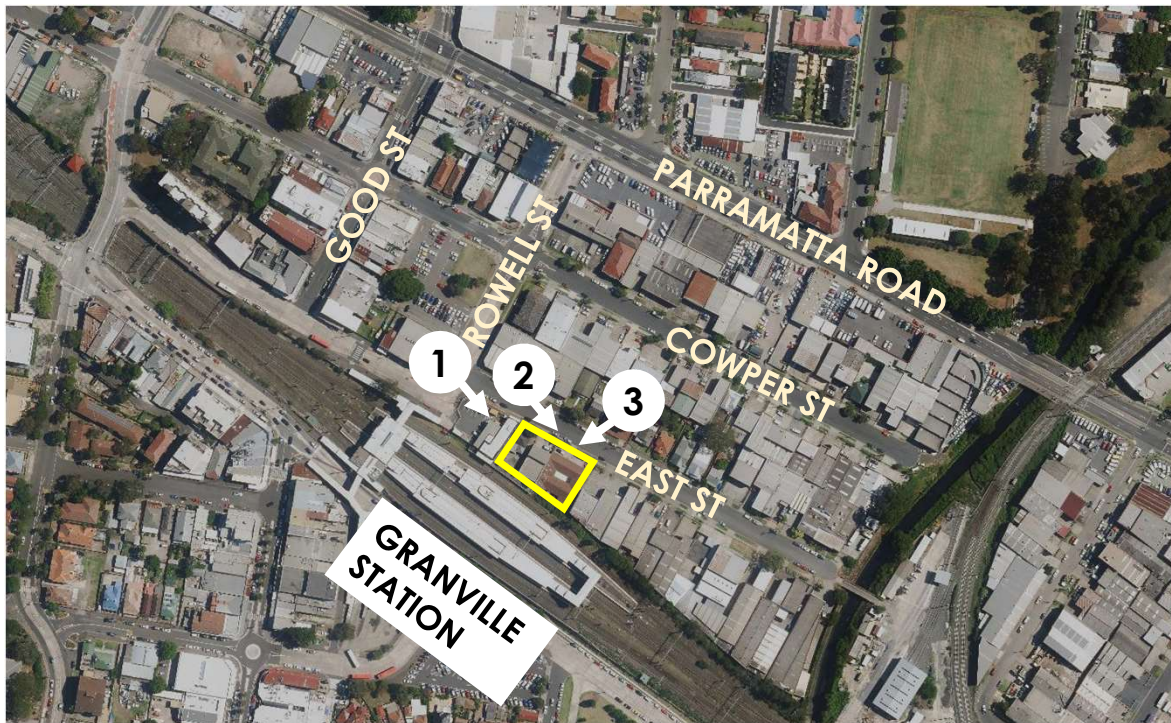 GOOD ST
ROWELL ST
PARRAMATTA ROAD
COWPER ST
1
2
3
EAST ST
GRANVILLE
STATION